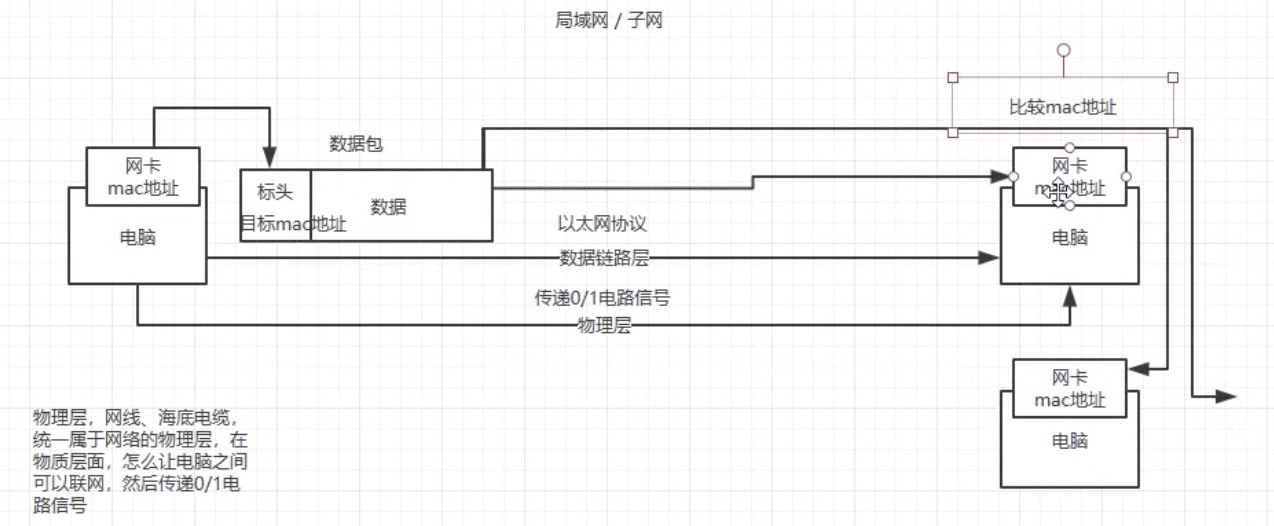 局域网 / 子网
比较mac地址
数据包
网卡
mac地址
电脑
标头
目标mac地址
数据
网卡
mac地址
电脑
以太网协议
数据链路层
传递0/1电路信号
物理层
网卡
mac地址
电脑
物理层，网线、海底电缆，
统一属于网络的物理层，在
物质层面，怎么让电脑之间
可以联网，然后传递0/1电
路信号